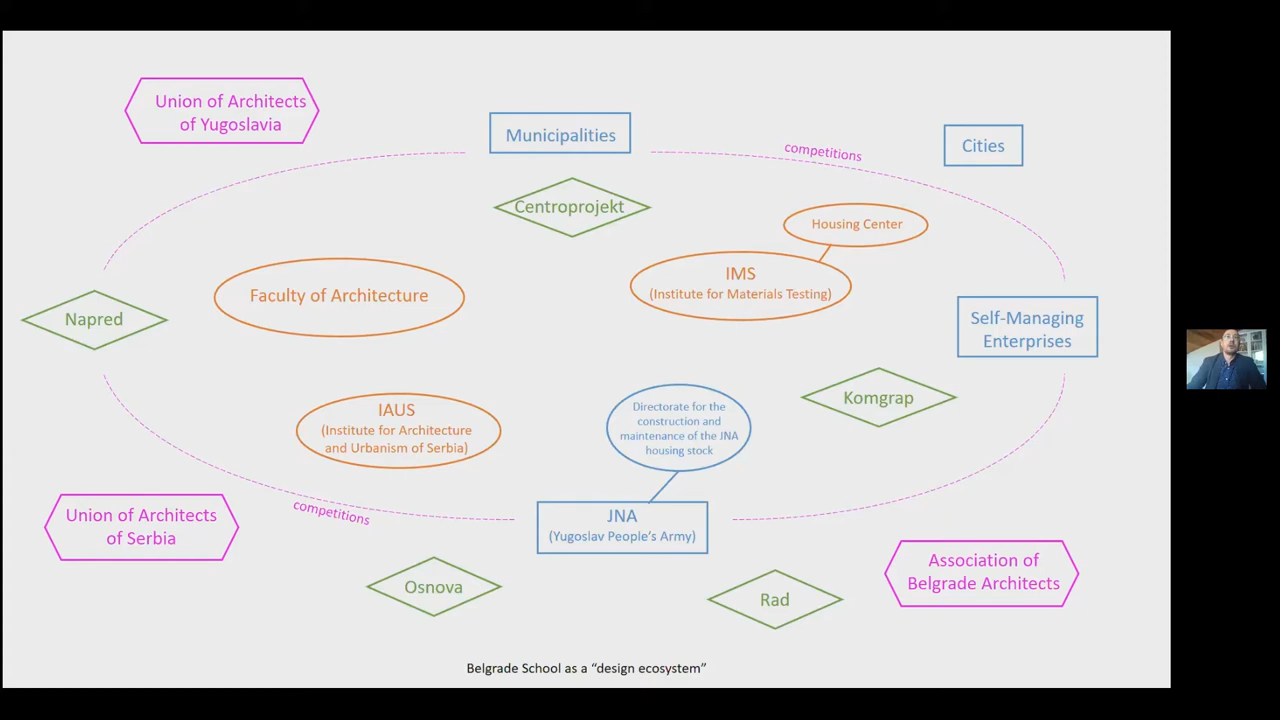 Union of Architects
of Yugoslavia
Municipalities
competitions
Cities
Centroprojekt
Housing Center
IMS
(Institute for Materials Testing)
Faculty of Architecture
Napred
Self-Managing
Enterprises
Komgrap
IAUS
(Institute for Architecture
and Urbanism of Serbia)
Directorate for the
construction and
maintenance of the JNA
housing stock
Union of Architects
of Serbia
competitions
JNA
(Yugoslav People's Army)
Association of
Belgrade Architects
Osnova
Rad
Belgrade School as a “design ecosystem”